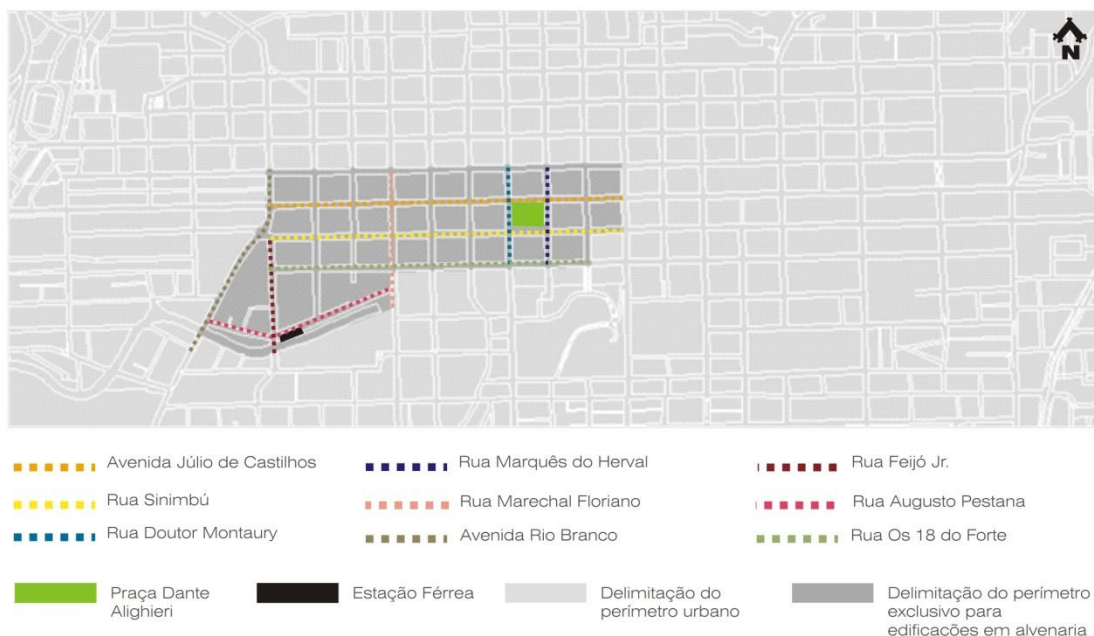 N
Avenida Júlio de Castilhos
Rua Marquês do Herval
Rua Feijó Jr.
Rua Sinimbú
Rua Marechal Floriano
Rua Augusto Pestana
Rua Doutor Montaury
Avenida Rio Branco
Rua Os 18 do Forte
Praça Dante
Alighieri
Estação Férrea
Delimitação do
perímetro urbano
Delimitação do perímetro
exclusivo para
edificações em alvenaria